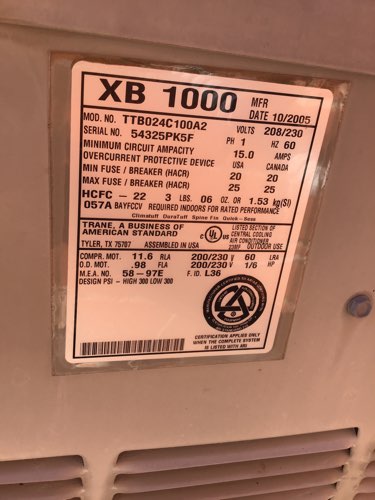 XB 1000 MFR DATE 10/2005
MOD. NO. TTB024C100A2 VOLTS 208/230
SERIAL NO. 54325PK5F PH 1 HZ 60
MINIMUM CIRCUIT AMPACITY 15.0 AMPS
OVERCURRENT PROTECTIVE DEVICE USA CANADA
MIN FUSE / BREAKER (HACR) 20 20
MAX FUSE / BREAKER (HACR) 25 25
HCFC - 22 3 LBS. 06 OZ. OR 1.53 kg(SI)
057A BAYFCCV REQUIRED INDOORS FOR RATED PERFORMANCE
Climatuff DuraTuff Spine Fin Quick-Sess
TRANE, A BUSINESS OF
AMERICAN STANDARD
TYLER, TX 75707 ASSEMBLED IN USA
C UL US
LISTED SECTION OF
CENTRAL COOLING
AIR CONDITIONER
23MF OUTDOOR USE
COMPR. MOT. 11.6 RLA 200/230 V 60 LRA
O.D. MOT. .98 FLA 200/230 V 1/6 HP
M.E.A. NO. 58-97E F. ID. L36
DESIGN PSI - HIGH 300 LOW 300
CERTIFICATION APPLIES ONLY
WHEN THE COMPLETE SYSTEM
IS LISTED WITH ARI